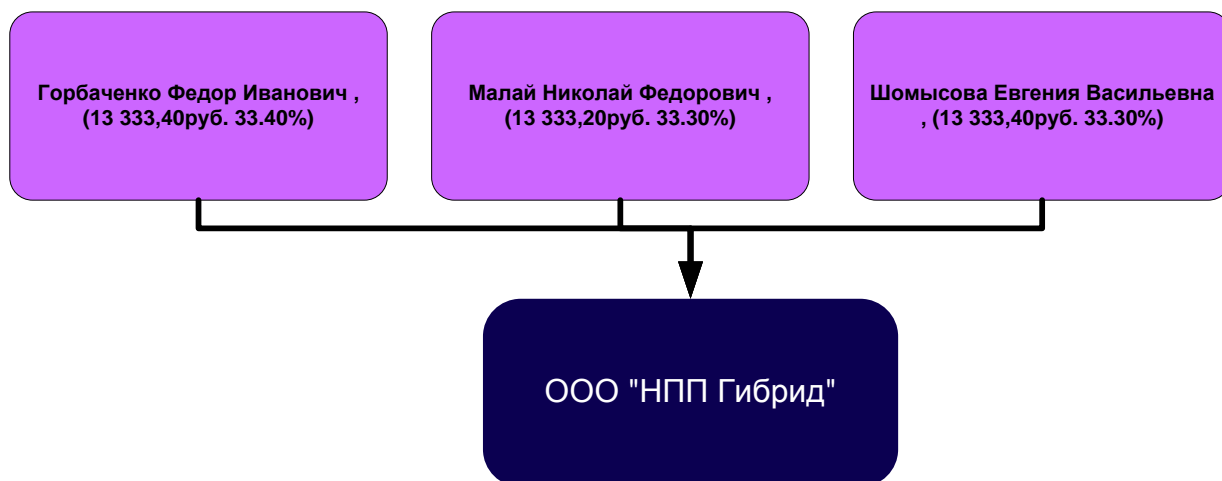 Горбаченко Федор Иванович ,
(13 333,40руб. 33.40%)
Малай Николай Федорович ,
(13 333,20руб. 33.30%)
Шомысова Евгения Васильевна
, (13 333,40руб. 33.30%)
ООО "НПП Гибрид"